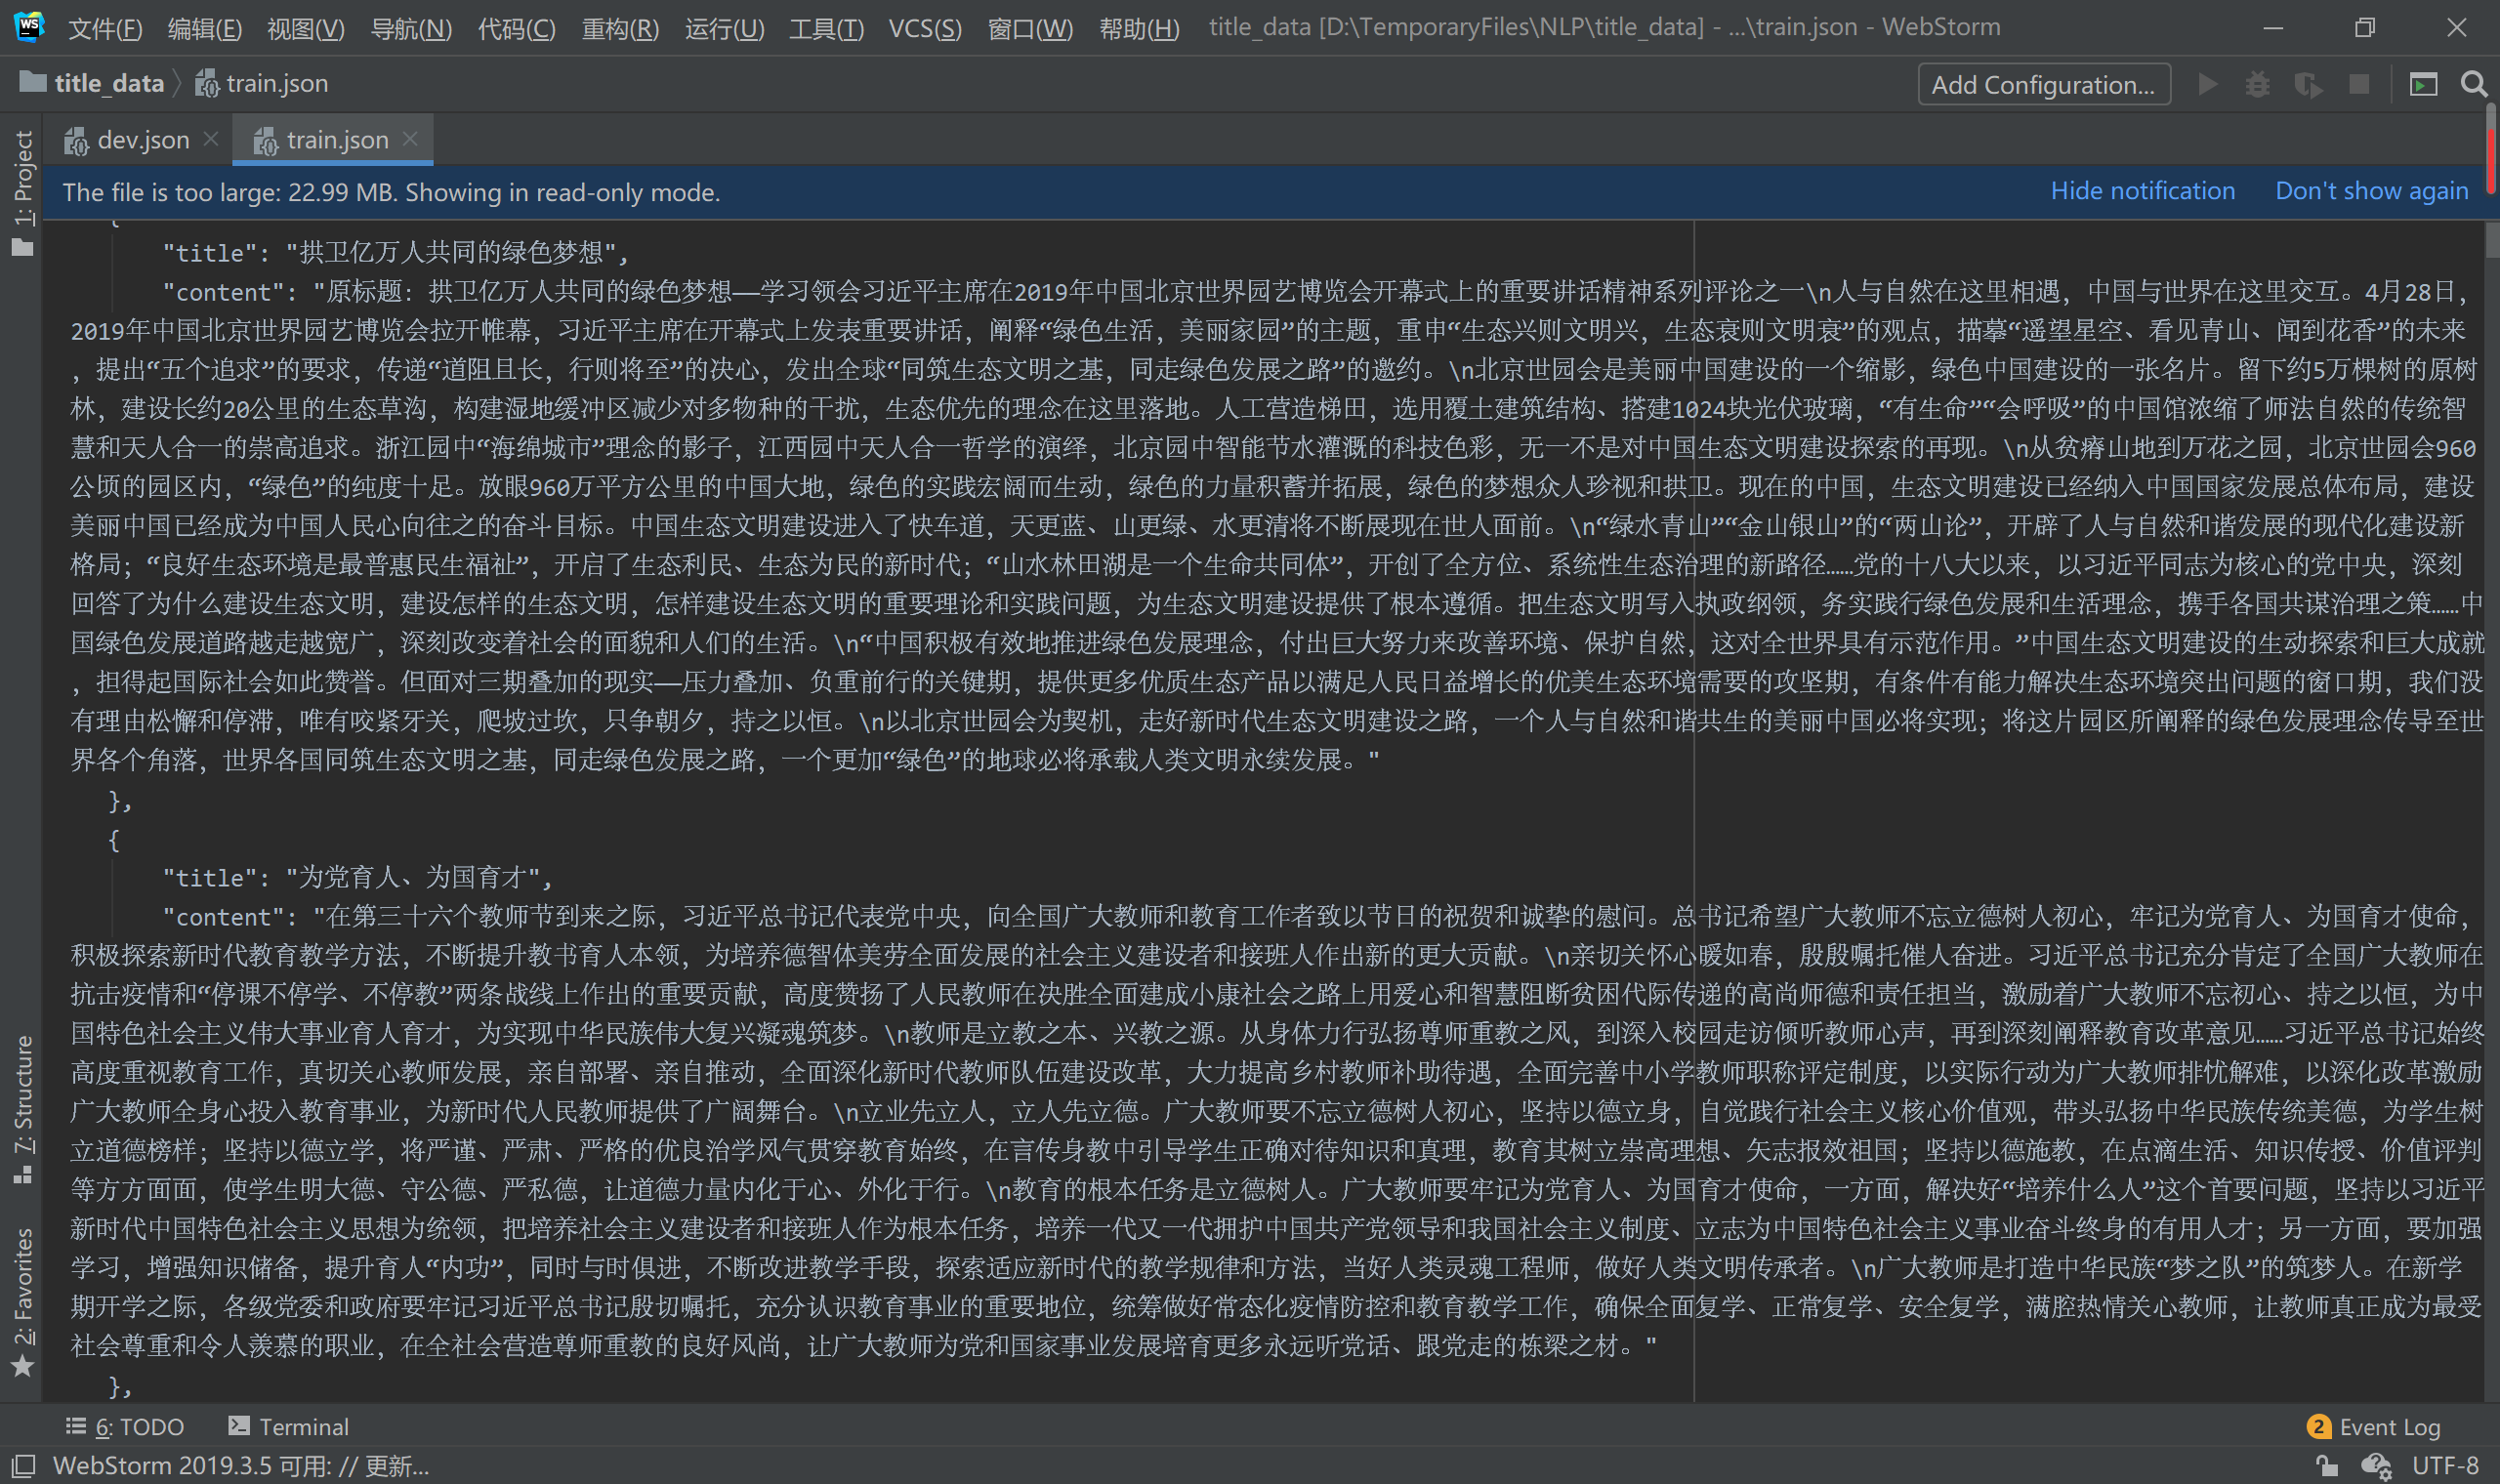 WS 文件(F) 编辑(E) 视图(V) 导航(N) 代码(C) 重构(R) 运行(U) 工具(T) VCS(S) 窗口(W) 帮助(H) title_data [D:\TemporaryFiles\NLP\title_data] - ...\train.json - WebStorm
title_data train.json Add Configuration...
1: Project
dev.json train.json
The file is too large: 22.99 MB. Showing in read-only mode. Hide notification Don't show again
{
"title": "拱卫亿万人共同的绿色梦想",
"content": "原标题：拱卫亿万人共同的绿色梦想——学习领会习近平主席在2019年中国北京世界园艺博览会开幕式上的重要讲话精神系列评论之一\n人与自然在这里相遇，中国与世界在这里交互。4月28日，
2019年中国北京世界园艺博览会拉开帷幕，习近平主席在开幕式上发表重要讲话，阐释“绿色生活，美丽家园”的主题，重申“生态兴则文明兴，生态衰则文明衰”的观点，描摹“遥望星空、看见青山、闻到花香”的未来
，提出“五个追求”的要求，传递“道阻且长，行则将至”的决心，发出全球“同筑生态文明之基，同走绿色发展之路”的邀约。\n北京世园会是美丽中国建设的一个缩影，绿色中国建设的一张名片。留下约5万棵树的原树
林，建设长约20公里的生态草沟，构建湿地缓冲区减少对多物种的干扰，生态优先的理念在这里落地。人工营造梯田，选用覆土建筑结构、搭建1024块光伏玻璃，“有生命”“会呼吸”的中国馆浓缩了师法自然的传统智
慧和天人合一的崇高追求。浙江园中“海绵城市”理念的影子，江西园中天人合一哲学的演绎，北京园中智能节水灌溉的科技色彩，无一不是对中国生态文明建设探索的再现。\n从贫瘠山地到万花之园，北京世园会960
公顷的园区内，“绿色”的纯度十足。放眼960万平方公里的中国大地，绿色的实践宏阔而生动，绿色的力量积蓄并拓展，绿色的梦想众人珍视和拱卫。现在的中国，生态文明建设已经纳入中国国家发展总体布局，建设
美丽中国已经成为中国人民心向往之的奋斗目标。中国生态文明建设进入了快车道，天更蓝、山更绿、水更清将不断展现在世人面前。\n“绿水青山”“金山银山”的“两山论”，开辟了人与自然和谐发展的现代化建设新
格局；“良好生态环境是最普惠民生福祉”，开启了生态利民、生态为民的新时代；“山水林田湖是一个生命共同体”，开创了全方位、系统性生态治理的新路径……党的十八大以来，以习近平同志为核心的党中央，深刻
回答了为什么建设生态文明，建设怎样的生态文明，怎样建设生态文明的重要理论和实践问题，为生态文明建设提供了根本遵循。把生态文明写入执政纲领，务实践行绿色发展和生活理念，携手各国共谋治理之策……中
国绿色发展道路越走越宽广，深刻改变着社会的面貌和人们的生活。\n“中国积极有效地推进绿色发展理念，付出巨大努力来改善环境、保护自然，这对全世界具有示范作用。”中国生态文明建设的生动探索和巨大成就
，担得起国际社会如此赞誉。但面对三期叠加的现实——压力叠加、负重前行的关键期，提供更多优质生态产品以满足人民日益增长的优美生态环境需要的攻坚期，有条件有能力解决生态环境突出问题的窗口期，我们没
有理由松懈和停滞，唯有咬紧牙关，爬坡过坎，只争朝夕，持之以恒。\n以北京世园会为契机，走好新时代生态文明建设之路，一个人与自然和谐共生的美丽中国必将实现；将这片园区所阐释的绿色发展理念传导至世
界各个角落，世界各国同筑生态文明之基，同走绿色发展之路，一个更加“绿色”的地球必将承载人类文明永续发展。"
},
{
"title": "为党育人、为国育才",
"content": "在第三十六个教师节到来之际，习近平总书记代表党中央，向全国广大教师和教育工作者致以节日的祝贺和诚挚的慰问。总书记希望广大教师不忘立德树人初心，牢记为党育人、为国育才使命，
积极探索新时代教育教学方法，不断提升教书育人本领，为培养德智体美劳全面发展的社会主义建设者和接班人作出新的更大贡献。\n亲切关怀心暖如春，殷殷嘱托催人奋进。习近平总书记充分肯定了全国广大教师在
抗击疫情和“停课不停学、不停教”两条战线上作出的重要贡献，高度赞扬了人民教师在决胜全面建成小康社会之路上用爱心和智慧阻断贫困代际传递的高尚师德和责任担当，激励着广大教师不忘初心、持之以恒，为中
国特色社会主义伟大事业育人育才，为实现中华民族伟大复兴凝魂筑梦。\n教师是立教之本、兴教之源。从身体力行弘扬尊师重教之风，到深入校园走访倾听教师心声，再到深刻阐释教育改革意见……习近平总书记始终
高度重视教育工作，真切关心教师发展，亲自部署、亲自推动，全面深化新时代教师队伍建设改革，大力提高乡村教师补助待遇，全面完善中小学教师职称评定制度，以实际行动为广大教师排忧解难，以深化改革激励
广大教师全身心投入教育事业，为新时代人民教师提供了广阔舞台。\n立业先立人，立人先立德。广大教师要不忘立德树人初心，坚持以德立身，自觉践行社会主义核心价值观，带头弘扬中华民族传统美德，为学生树
立道德榜样；坚持以德立学，将严谨、严肃、严格的优良治学风气贯穿教育始终，在言传身教中引导学生正确对待知识和真理，教育其树立崇高理想、矢志报效祖国；坚持以德施教，在点滴生活、知识传授、价值评判
等方方面面，使学生明大德、守公德、严私德，让道德力量内化于心、外化于行。\n教育的根本任务是立德树人。广大教师要牢记为党育人、为国育才使命，一方面，解决好“培养什么人”这个首要问题，坚持以习近平
新时代中国特色社会主义思想为统领，把培养社会主义建设者和接班人作为根本任务，培养一代又一代拥护中国共产党领导和我国社会主义制度、立志为中国特色社会主义事业奋斗终身的有用人才；另一方面，要加强
学习，增强知识储备，提升育人“内功”，同时与时俱进，不断改进教学手段，探索适应新时代的教学规律和方法，当好人类灵魂工程师，做好人类文明传承者。\n广大教师是打造中华民族“梦之队”的筑梦人。在新学
期开学之际，各级党委和政府要牢记习近平总书记殷切嘱托，充分认识教育事业的重要地位，统筹做好常态化疫情防控和教育教学工作，确保全面复学、正常复学、安全复学，满腔热情关心教师，让教师真正成为最受
社会尊重和令人羡慕的职业，在全社会营造尊师重教的良好风尚，让广大教师为党和国家事业发展培育更多永远听党话、跟党走的栋梁之材。"
},
7: Structure
2: Favorites
6: TODO Terminal 2 Event Log
WebStorm 2019.3.5 可用: // 更新... UTF-8